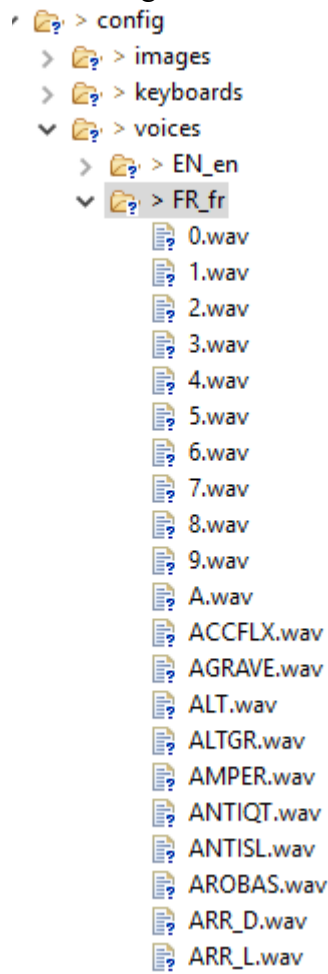 > config
> images
> keyboards
> voices
> EN_en
> FR_fr
0.wav
1.wav
2.wav
3.wav
4.wav
5.wav
6.wav
7.wav
8.wav
9.wav
A.wav
ACCFLX.wav
AGRAVE.wav
ALT.wav
ALTGR.wav
AMPER.wav
ANTIQT.wav
ANTISL.wav
AROBAS.wav
ARR_D.wav
ARR_L.wav